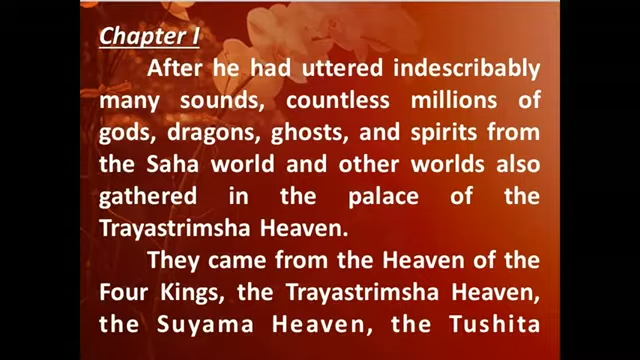 Chapter I
After he had uttered indescribably
many sounds, countless millions of
gods, dragons, ghosts, and spirits from
the Saha world and other worlds also
gathered in the palace of the
Trayastrimsha Heaven.
They came from the Heaven of the
Four Kings, the Trayastrimsha Heaven,
the Suyama Heaven, the Tushita